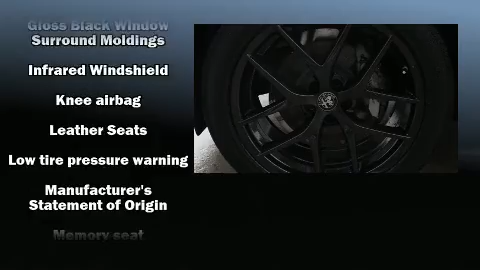 Gloss Black Window
Surround Moldings
Infrared Windshield
Knee airbag
Leather Seats
Low tire pressure warning
Manufacturer's
Statement of Origin
Memory seat